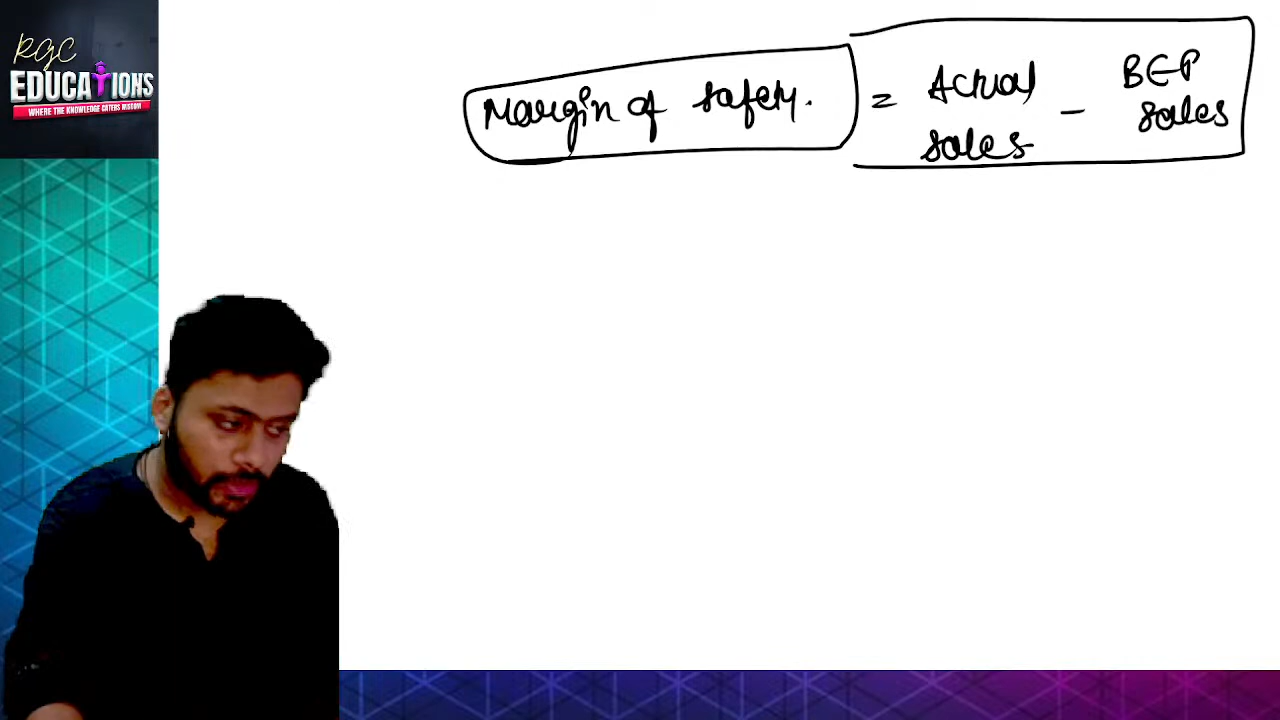 RGC
EDUCATIONS
WHERE THE KNOWLEDGE CATERS WISDOM
Margin of safety. = Actual sales - BEP sales